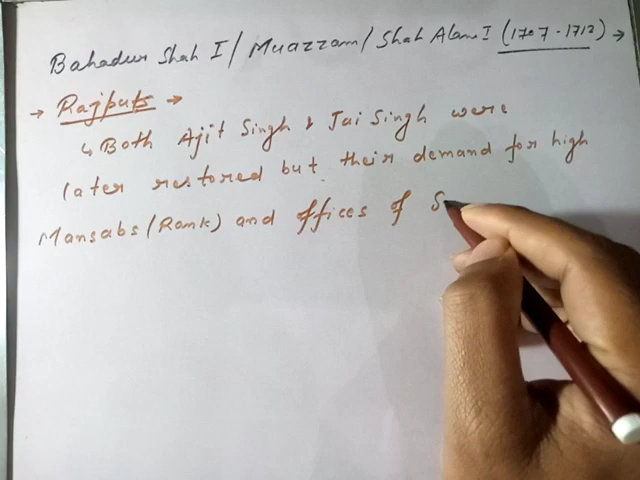 Bahadur Shah I / Muazzam / Shah Alam I (1707-1712) →
→ Rajputs →
↳ Both Ajit Singh & Jai Singh were
later restored but their demand for high
Mansabs (Rank) and offices of S